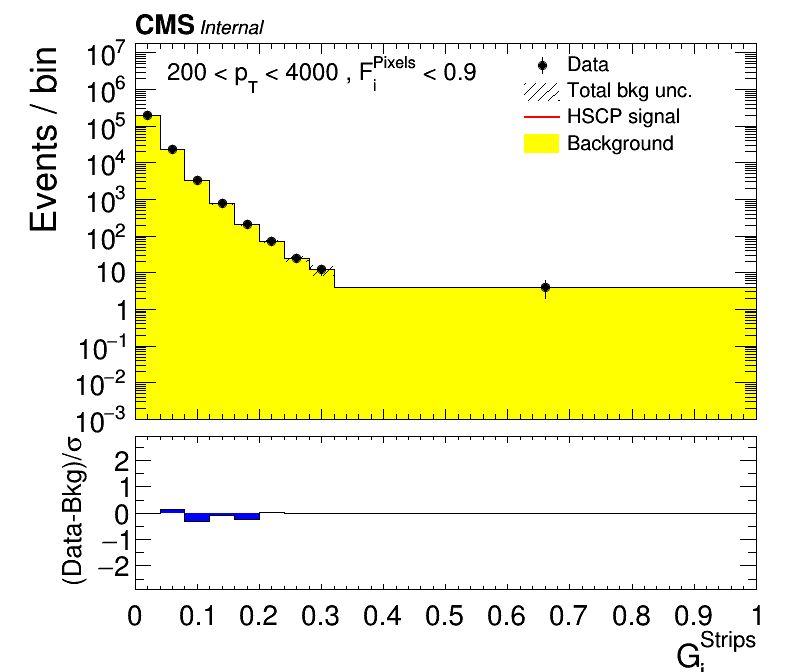 CMS Internal
200 < p_T < 4000 , F_i^Pixels < 0.9
Data
Total bkg unc.
HSCP signal
Background
Events / bin
10^7
10^6
10^5
10^4
10^3
10^2
10
1
10^−1
10^−2
10^−3
(Data-Bkg)/σ
2
1
0
−1
−2
0 0.1 0.2 0.3 0.4 0.5 0.6 0.7 0.8 0.9 1
G_i^Strips